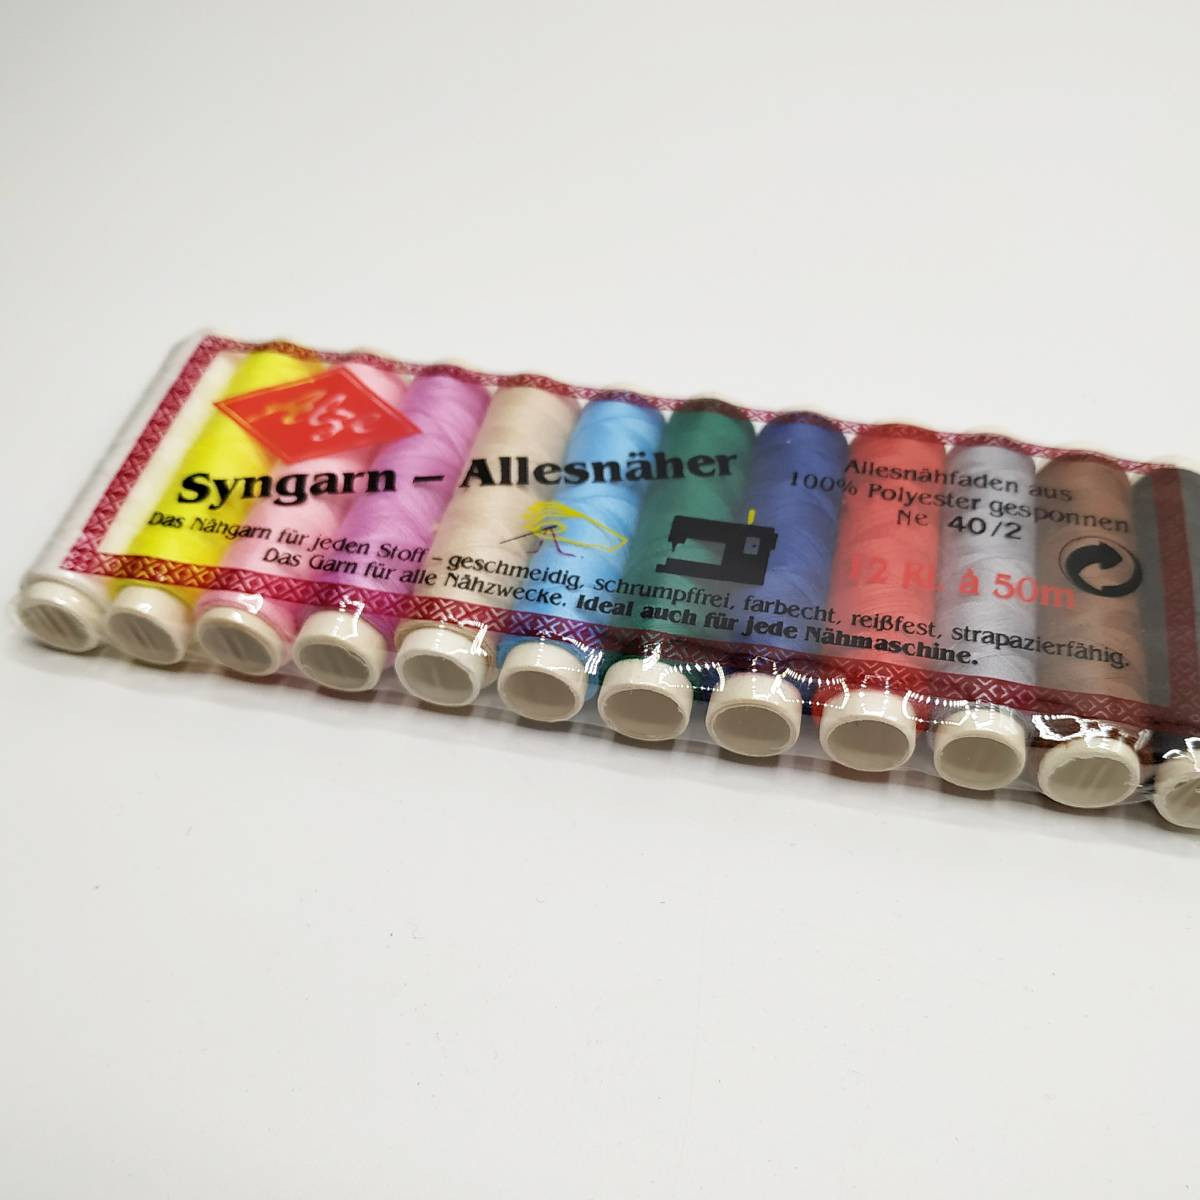 Syngarn – Allesnäher
Das Nähgarn für jeden Stoff – geschmeidig, schrumpffrei, farbecht, reißfest, strapazierfähig.
Das Garn für alle Nähzwecke. Ideal auch für jede Nähmaschine.
Allesnähfaden aus
100% Polyester gesponnen
Ne 40/2
12 Rl. à 50m